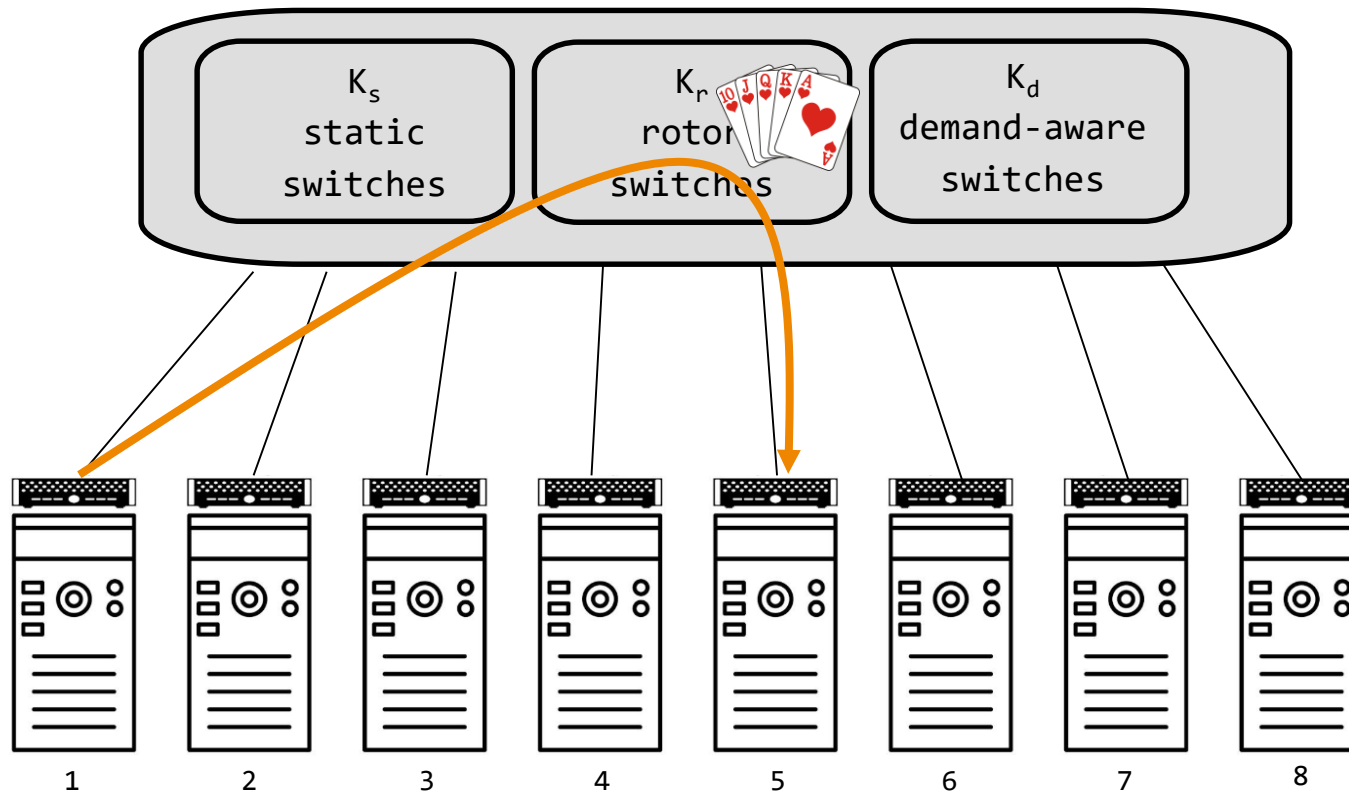 K_s
static
switches
K_r
rotor
switches
10 J Q K A
A
K_d
demand-aware
switches
1 2 3 4 5 6 7 8